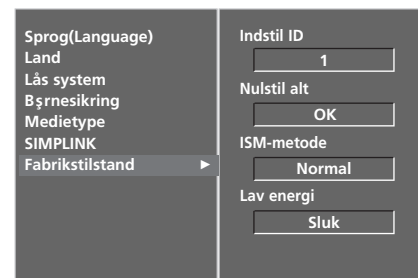 Sprog(Language)
Land
Lås system
Bşrnesikring
Medietype
SIMPLINK
Fabrikstilstand ►
Indstil ID
1
Nulstil alt
OK
ISM-metode
Normal
Lav energi
Sluk